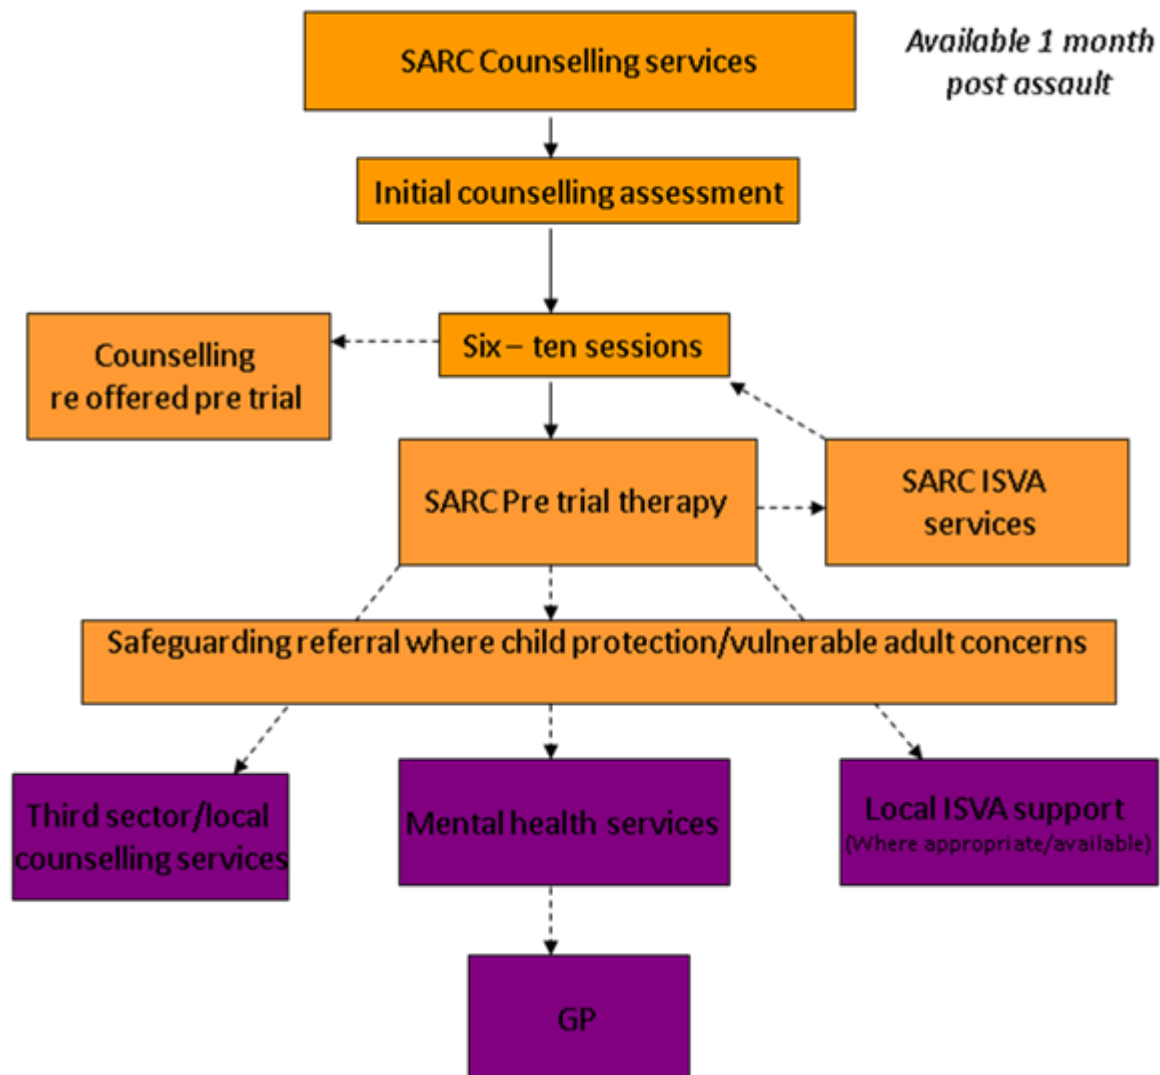 SARC Counselling services
Available 1 month
post assault
Initial counselling assessment
Six – ten sessions
Counselling
re offered pre trial
SARC Pre trial therapy
SARC ISVA
services
Safeguarding referral where child protection/vulnerable adult concerns
Third sector/local
counselling services
Mental health services
Local ISVA support
(Where appropriate/available)
GP